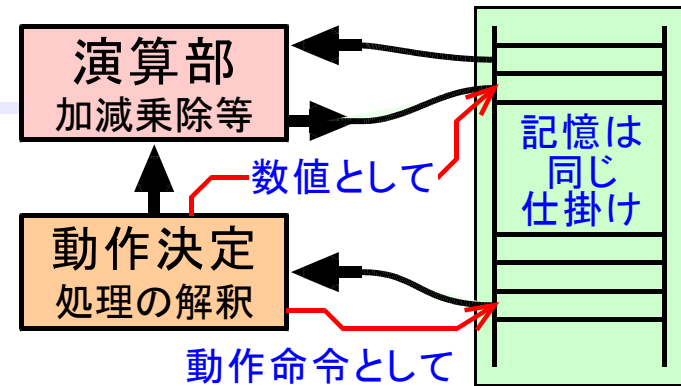 演算部
加減乗除等
数値として
記憶は
同じ
仕掛け
動作決定
処理の解釈
動作命令として